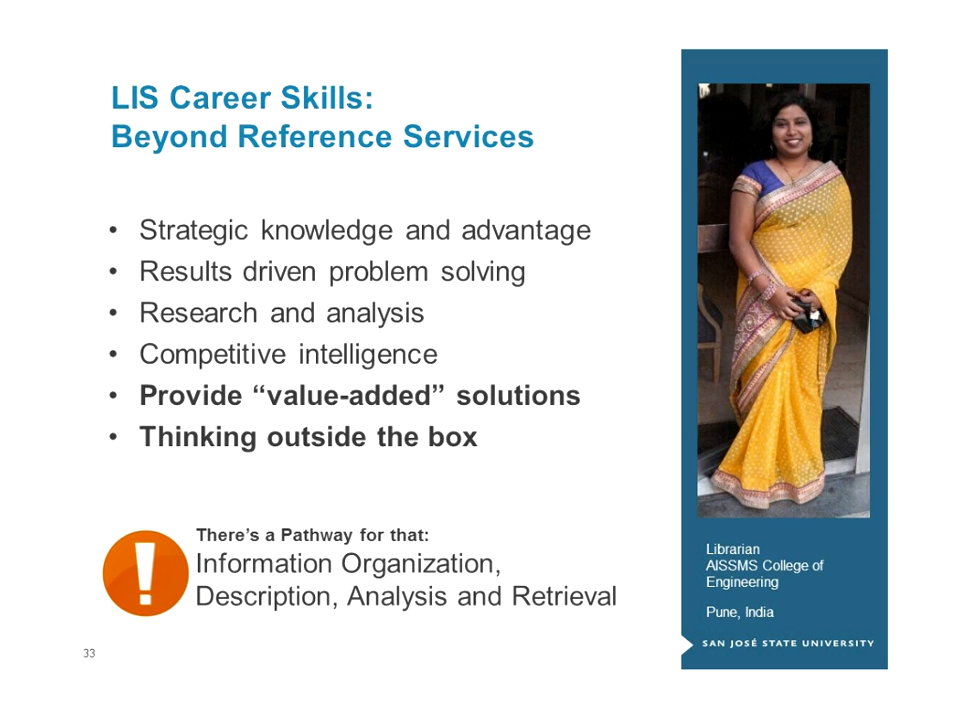 LIS Career Skills:
Beyond Reference Services
• Strategic knowledge and advantage
• Results driven problem solving
• Research and analysis
• Competitive intelligence
• Provide “value-added” solutions
• Thinking outside the box
There’s a Pathway for that:
Information Organization,
Description, Analysis and Retrieval
33
Librarian
AISSMS College of
Engineering
Pune, India
SAN JOSÉ STATE UNIVERSITY